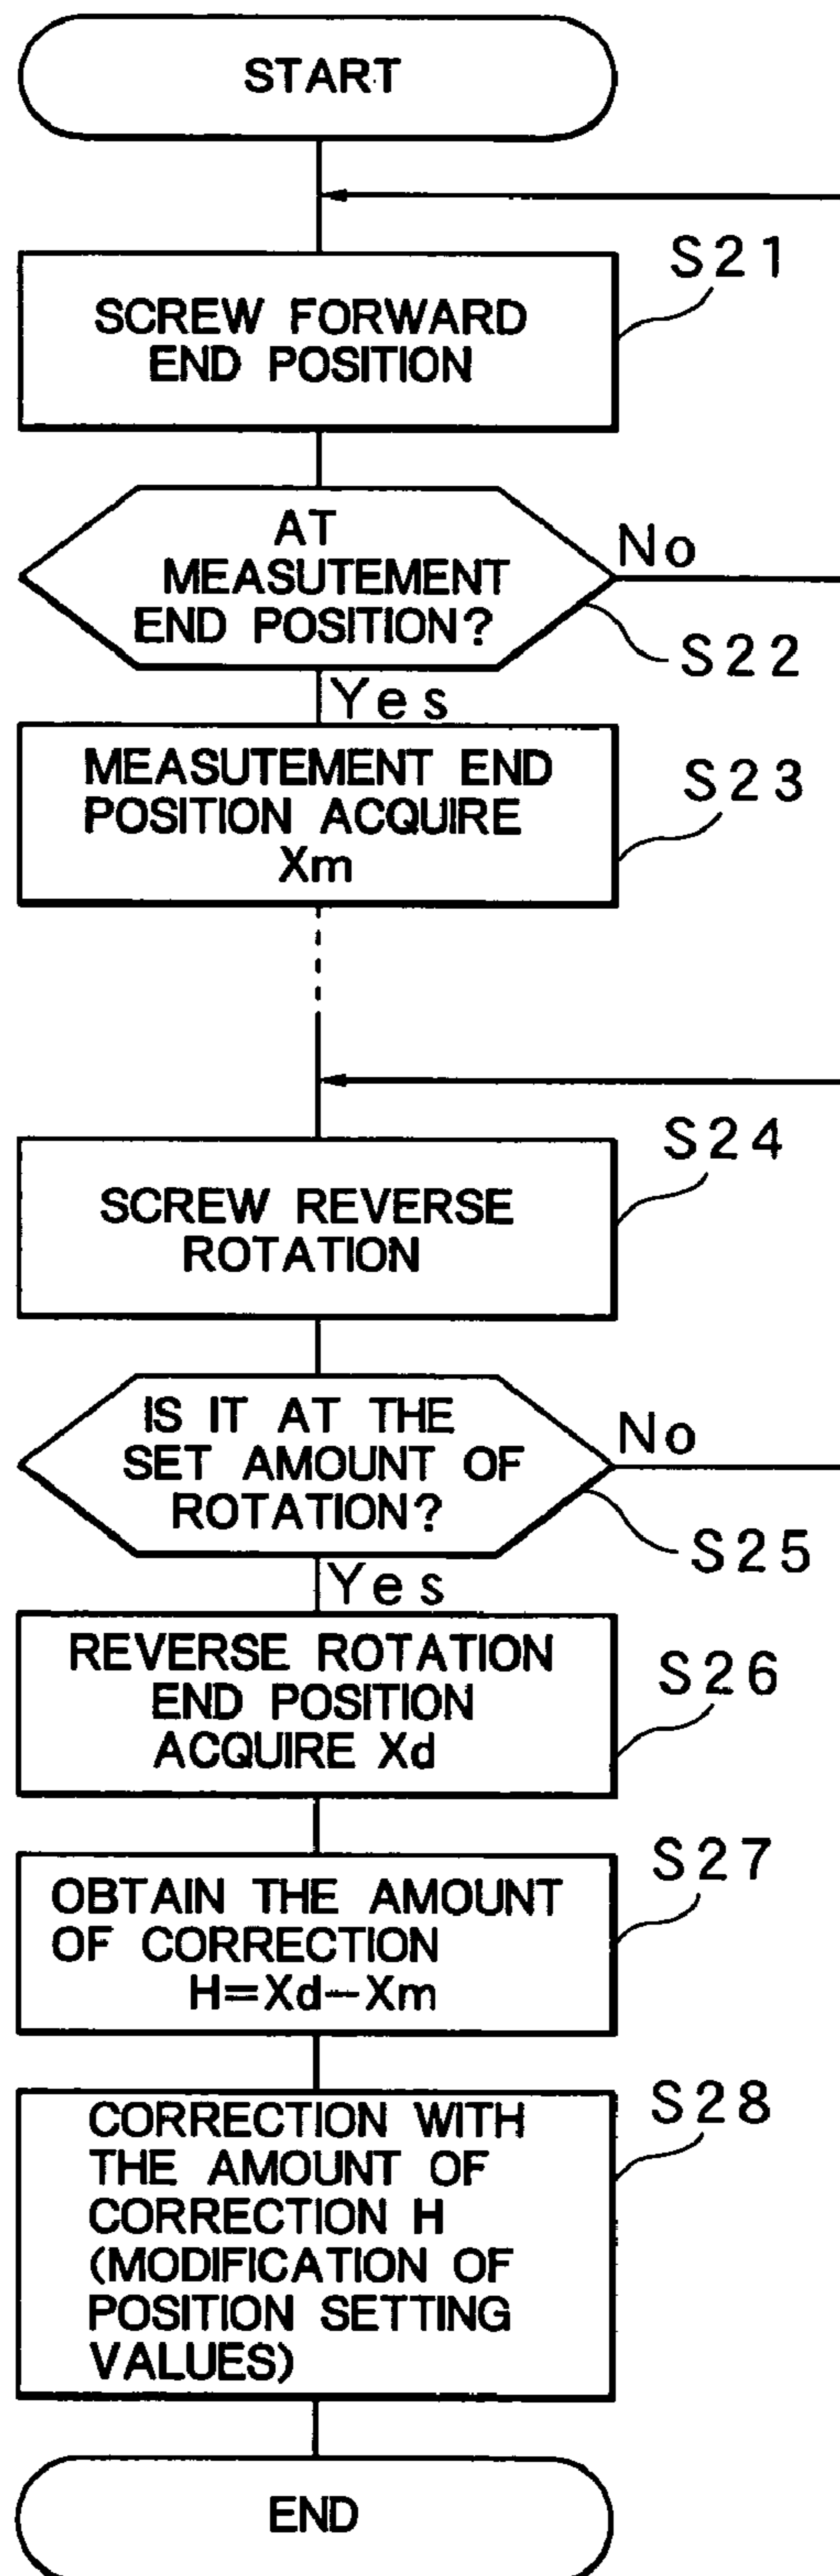 START
S21
SCREW FORWARD
END POSITION
AT
MEASUTEMENT
END POSITION?
No
S22
Yes
MEASUTEMENT END
POSITION ACQUIRE
Xm
S23
S24
SCREW REVERSE
ROTATION
IS IT AT THE
SET AMOUNT OF
ROTATION?
No
S25
Yes
REVERSE ROTATION
END POSITION
ACQUIRE Xd
S26
OBTAIN THE AMOUNT
OF CORRECTION
H=Xd−Xm
S27
CORRECTION WITH
THE AMOUNT OF
CORRECTION H
(MODIFICATION OF
POSITION SETTING
VALUES)
S28
END